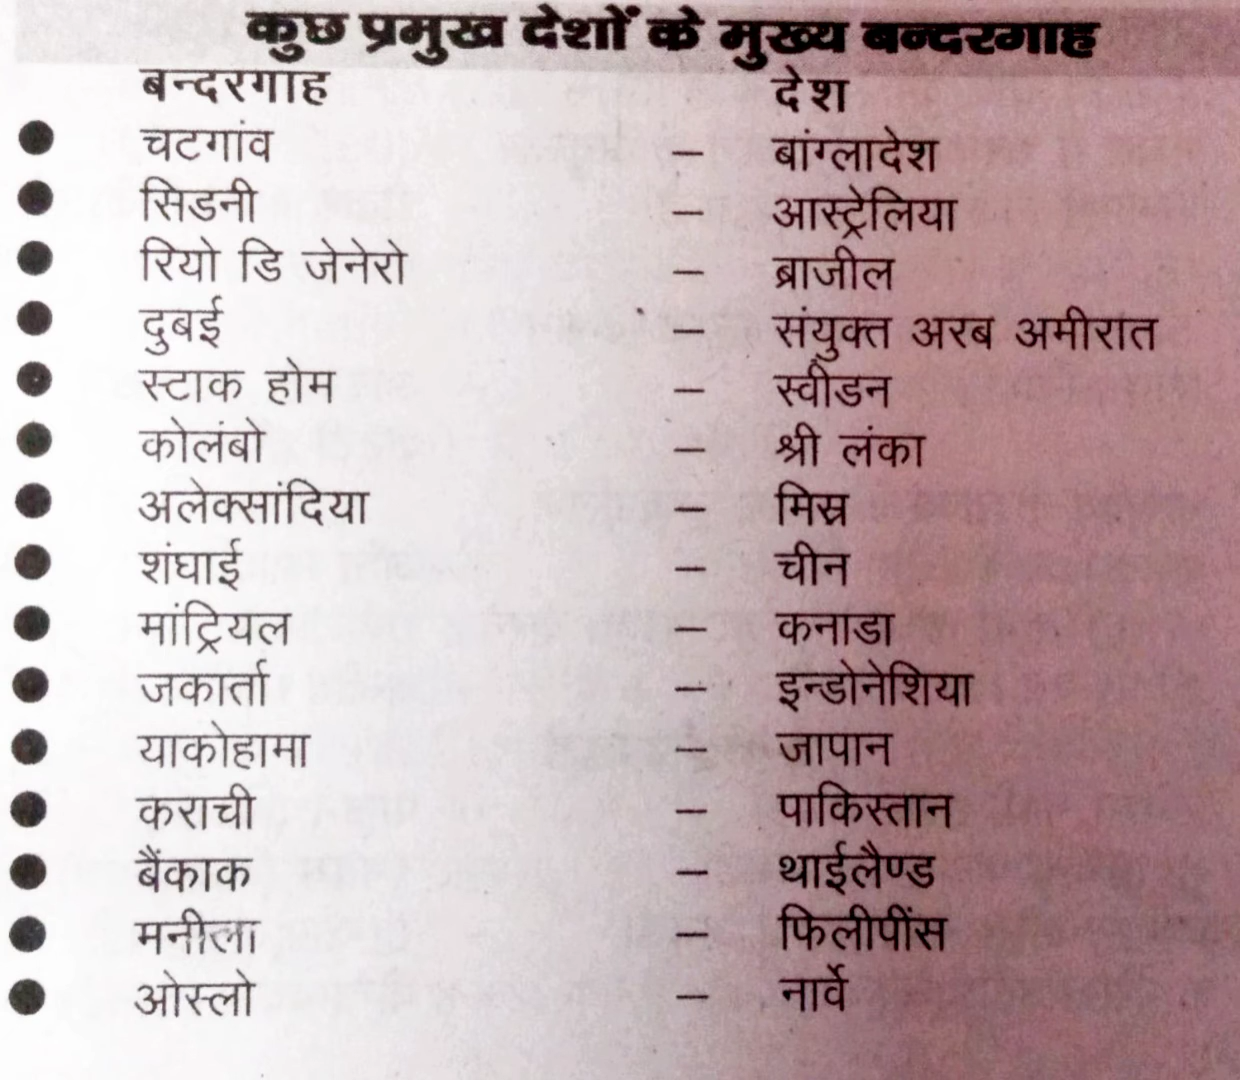 कुछ प्रमुख देशों के मुख्य बन्दरगाह
बन्दरगाह देश
● चटगांव – बांग्लादेश
● सिडनी – आस्ट्रेलिया
● रियो डि जेनेरो – ब्राजील
● दुबई – संयुक्त अरब अमीरात
● स्टाक होम – स्वीडन
● कोलंबो – श्री लंका
● अलेक्सांदिया – मिस्र
● शंघाई – चीन
● मांट्रियल – कनाडा
● जकार्ता – इन्डोनेशिया
● याकोहामा – जापान
● कराची – पाकिस्तान
● बैंकाक – थाईलैण्ड
● मनीला – फिलीपींस
● ओस्लो – नार्वे